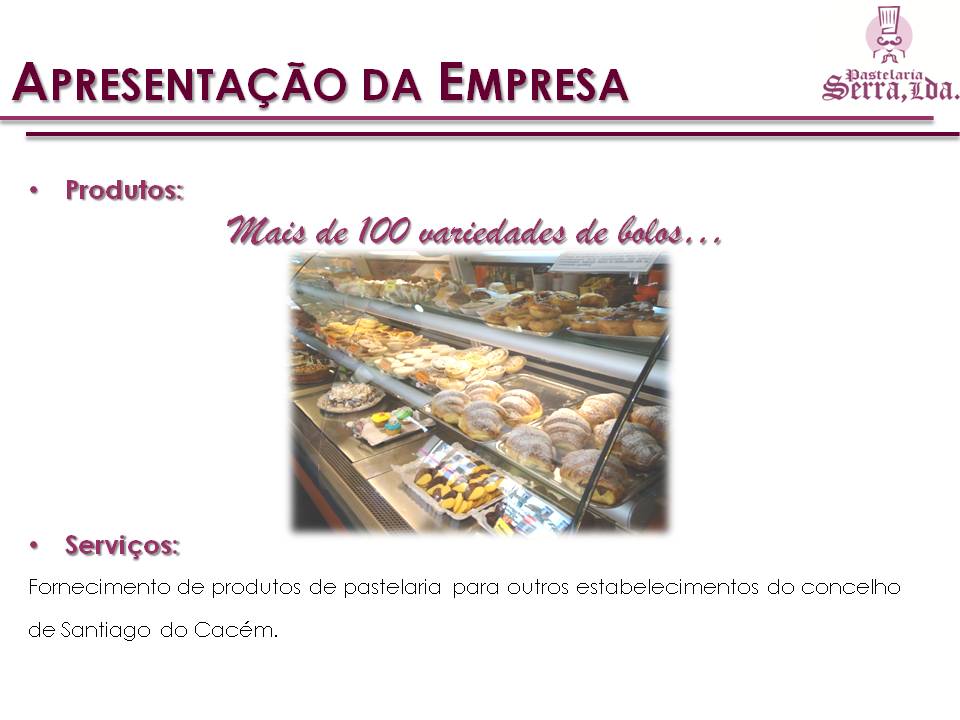 APRESENTAÇÃO DA EMPRESA
Pastelaria
Serra, Lda.
• Produtos:
Mais de 100 variedades de bolos...
• Serviços:
Fornecimento de produtos de pastelaria para outros estabelecimentos do concelho
de Santiago do Cacém.